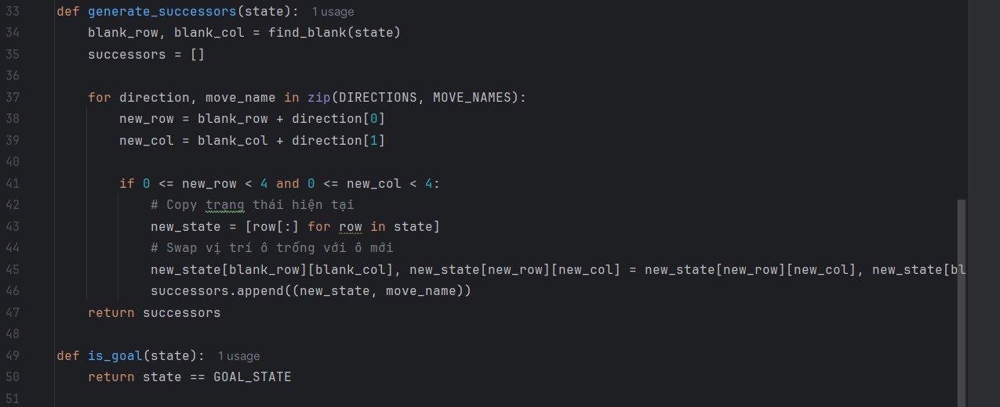 33 def generate_successors(state): 1 usage
34 blank_row, blank_col = find_blank(state)
35 successors = []
36
37 for direction, move_name in zip(DIRECTIONS, MOVE_NAMES):
38 new_row = blank_row + direction[0]
39 new_col = blank_col + direction[1]
40
41 if 0 <= new_row < 4 and 0 <= new_col < 4:
42 # Copy trang thái hiện tại
43 new_state = [row[:] for row in state]
44 # Swap vị trí ô trống với ô mới
45 new_state[blank_row][blank_col], new_state[new_row][new_col] = new_state[new_row][new_col], new_state[bl
46 successors.append((new_state, move_name))
47 return successors
48
49 def is_goal(state): 1 usage
50 return state == GOAL_STATE
51